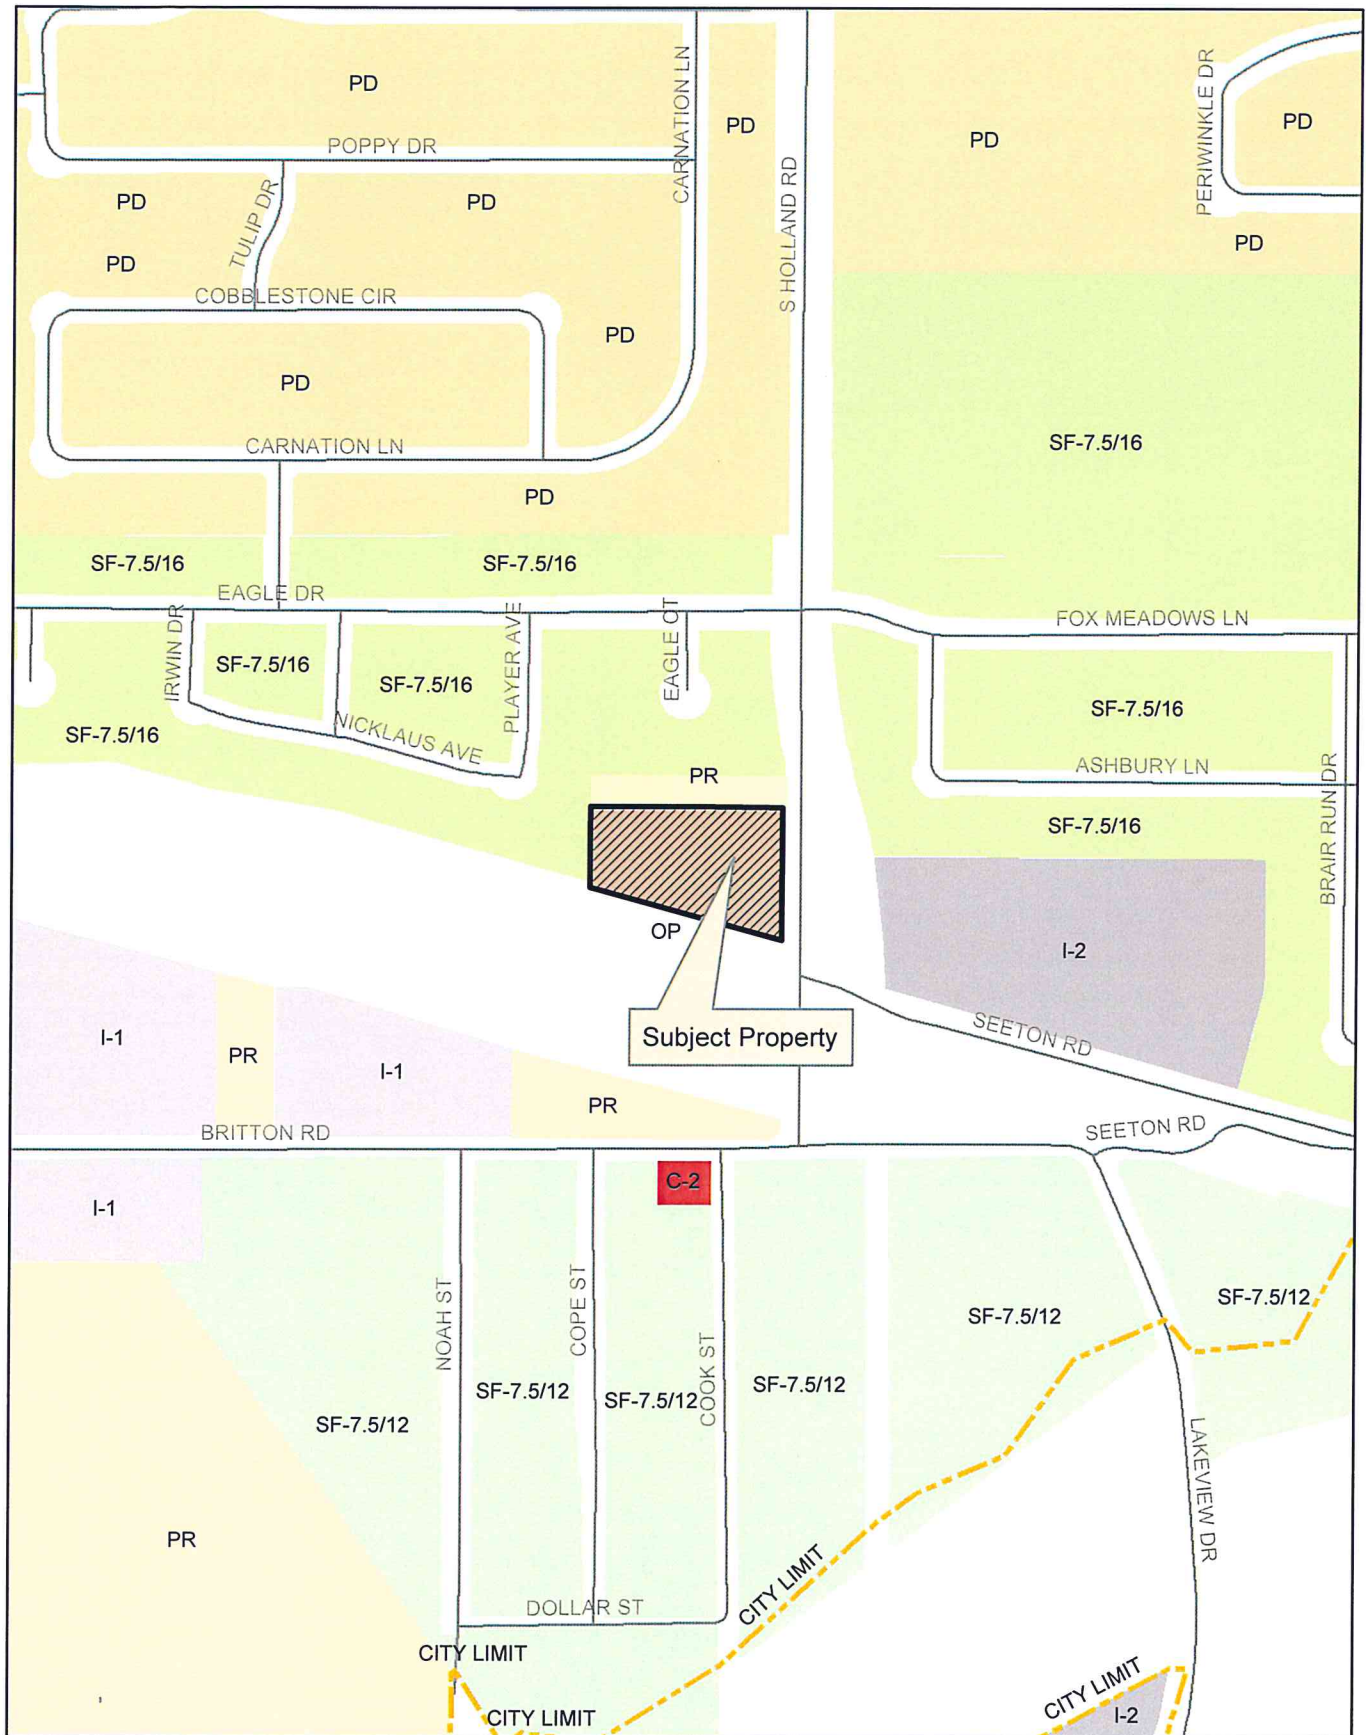 PD
CARNATION LN
PD
PD
PERIWINKLE DR
PD
POPPY DR
S HOLLAND RD
PD
TULIP DR
PD
PD
PD
COBBLESTONE CIR
PD
PD
CARNATION LN
SF-7.5/16
PD
SF-7.5/16
SF-7.5/16
EAGLE DR
IRWIN DR
SF-7.5/16
SF-7.5/16
PLAYER AVE
EAGLE CT
FOX MEADOWS LN
SF-7.5/16
NICKLAUS AVE
SF-7.5/16
PR
ASHBURY LN
SF-7.5/16
BRAIR RUN DR
OP
I-2
Subject Property
SEETON RD
I-1
PR
I-1
PR
BRITTON RD
SEETON RD
I-1
C-2
NOAH ST
COPE ST
COOK ST
SF-7.5/12
SF-7.5/12
SF-7.5/12
SF-7.5/12
SF-7.5/12
SF-7.5/12
LAKEVIEW DR
PR
CITY LIMIT
DOLLAR ST
CITY LIMIT
CITY LIMIT
CITY LIMIT
I-2